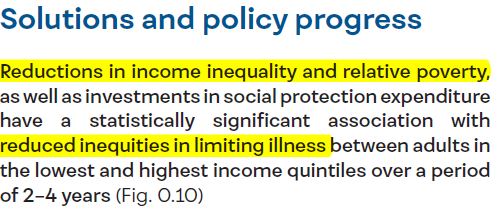 Solutions and policy progress
Reductions in income inequality and relative poverty,
as well as investments in social protection expenditure
have a statistically significant association with
reduced inequities in limiting illness between adults in
the lowest and highest income quintiles over a period
of 2–4 years (Fig. 0.10)